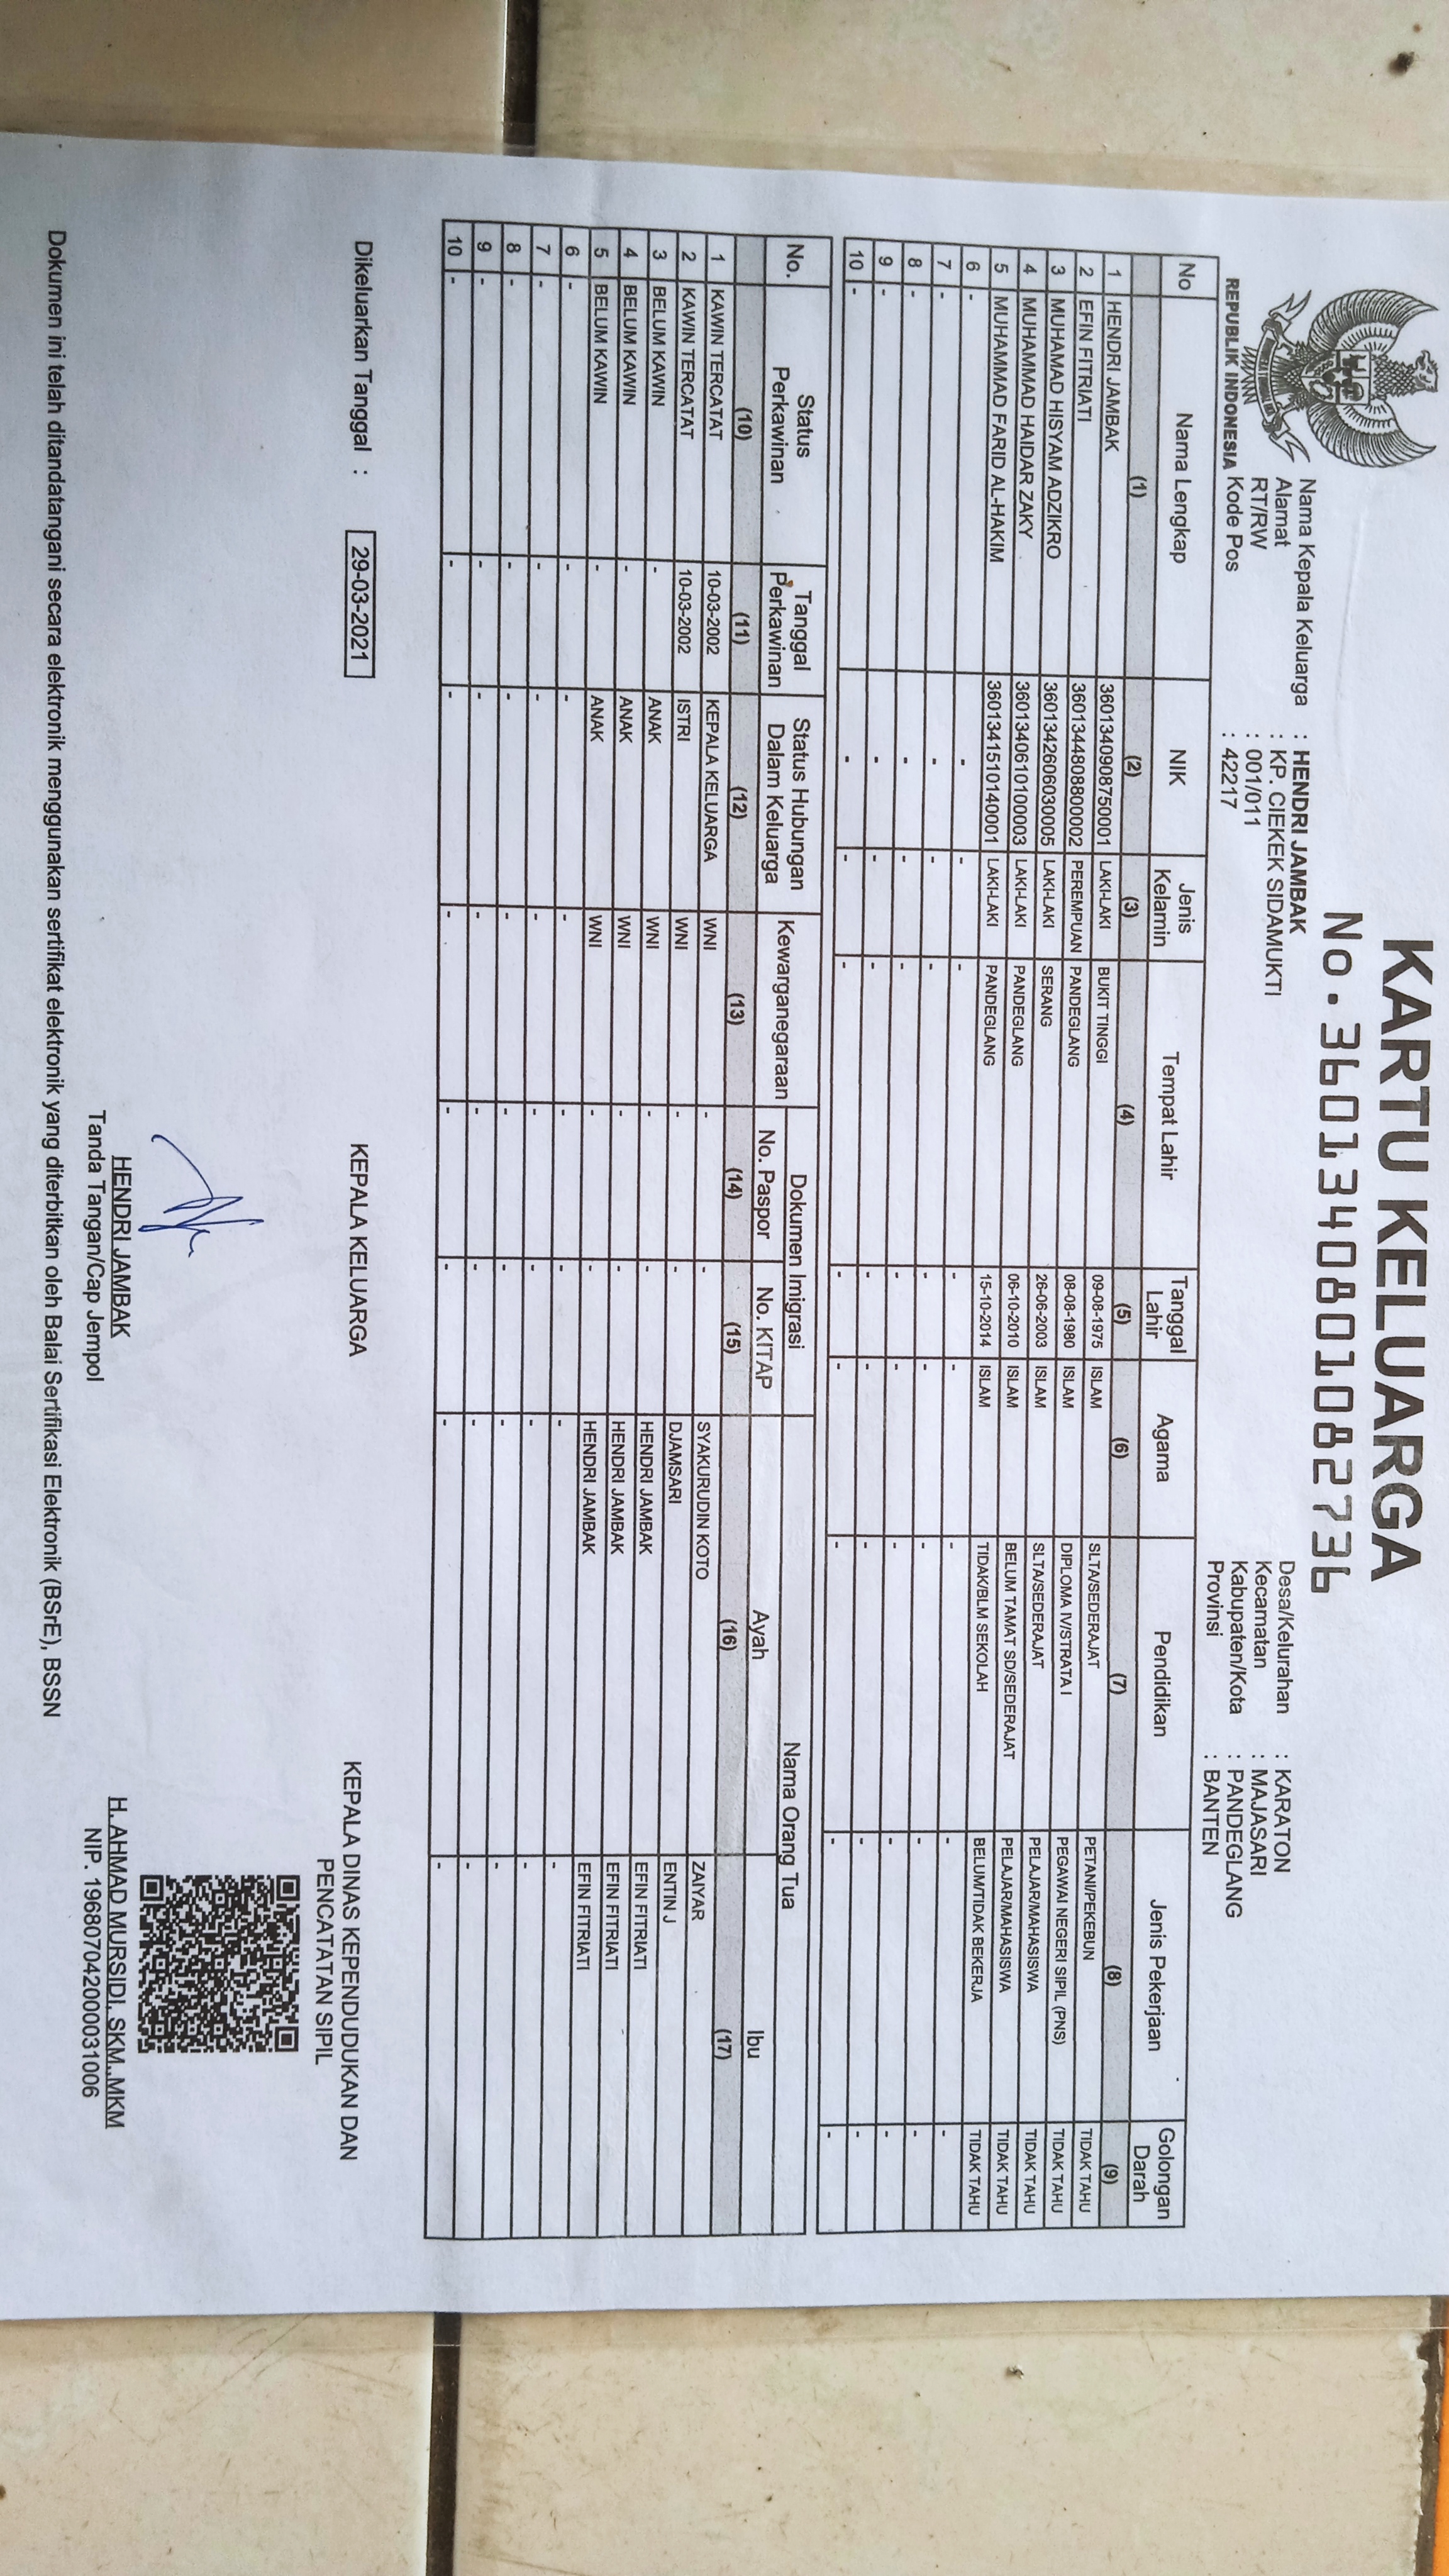 KARTU KELUARGA
No. 3601340801082736
REPUBLIK INDONESIA
Nama Kepala Keluarga : HENDRI JAMBAK
Alamat : KP. CIEKEK SIDAMUKTI
RT/RW : 001/011
Kode Pos : 42217
Desa/Kelurahan : KARATON
Kecamatan : MAJASARI
Kabupaten/Kota : PANDEGLANG
Provinsi : BANTEN
No Nama Lengkap NIK Jenis Kelamin Tempat Lahir Tanggal Lahir Agama Pendidikan Jenis Pekerjaan Golongan Darah
(1) (2) (3) (4) (5) (6) (7) (8) (9)
1 HENDRI JAMBAK 3601340908750001 LAKI-LAKI BUKIT TINGGI 09-08-1975 ISLAM SLTA/SEDERAJAT PETANI/PEKEBUN TIDAK TAHU
2 EFIN FITRIATI 3601344808800002 PEREMPUAN PANDEGLANG 08-08-1980 ISLAM DIPLOMA IV/STRATA I PEGAWAI NEGERI SIPIL (PNS) TIDAK TAHU
3 MUHAMAD HISYAM ADZIKRO 3601342606030005 LAKI-LAKI SERANG 26-06-2003 ISLAM SLTA/SEDERAJAT PELAJAR/MAHASISWA TIDAK TAHU
4 MUHAMMAD HAIDAR ZAKY 3601340610100003 LAKI-LAKI PANDEGLANG 06-10-2010 ISLAM BELUM TAMAT SD/SEDERAJAT PELAJAR/MAHASISWA TIDAK TAHU
5 MUHAMMAD FARID AL-HAKIM 3601341510140001 LAKI-LAKI PANDEGLANG 15-10-2014 ISLAM TIDAK/BLM SEKOLAH BELUM/TIDAK BEKERJA TIDAK TAHU
6 - - - - - - - - -
7 - - - - - - - - -
8 - - - - - - - - -
9 - - - - - - - - -
10 - - - - - - - - -
No. Status Perkawinan Tanggal Perkawinan Status Hubungan Dalam Keluarga Kewarganegaraan Dokumen Imigrasi Nama Orang Tua
No. Paspor No. KITAP Ayah Ibu
(10) (11) (12) (13) (14) (15) (16) (17)
1 KAWIN TERCATAT 10-03-2002 KEPALA KELUARGA WNI - - SYAKURUDIN KOTO ZAIYAR
2 KAWIN TERCATAT 10-03-2002 ISTRI WNI - - DJAMSARI ENTIN J
3 BELUM KAWIN - ANAK WNI - - HENDRI JAMBAK EFIN FITRIATI
4 BELUM KAWIN - ANAK WNI - - HENDRI JAMBAK EFIN FITRIATI
5 BELUM KAWIN - ANAK WNI - - HENDRI JAMBAK EFIN FITRIATI
6 - - - - - - - -
7 - - - - - - - -
8 - - - - - - - -
9 - - - - - - - -
10 - - - - - - - -
Dikeluarkan Tanggal : 29-03-2021
KEPALA KELUARGA
HENDRI JAMBAK
Tanda Tangan/Cap Jempol
KEPALA DINAS KEPENDUDUKAN DAN
PENCATATAN SIPIL
H. AHMAD MURSIDI, SKM.,MKM
NIP. 196807042000031006
Dokumen ini telah ditandatangani secara elektronik menggunakan sertifikat elektronik yang diterbitkan oleh Balai Sertifikasi Elektronik (BSrE), BSSN